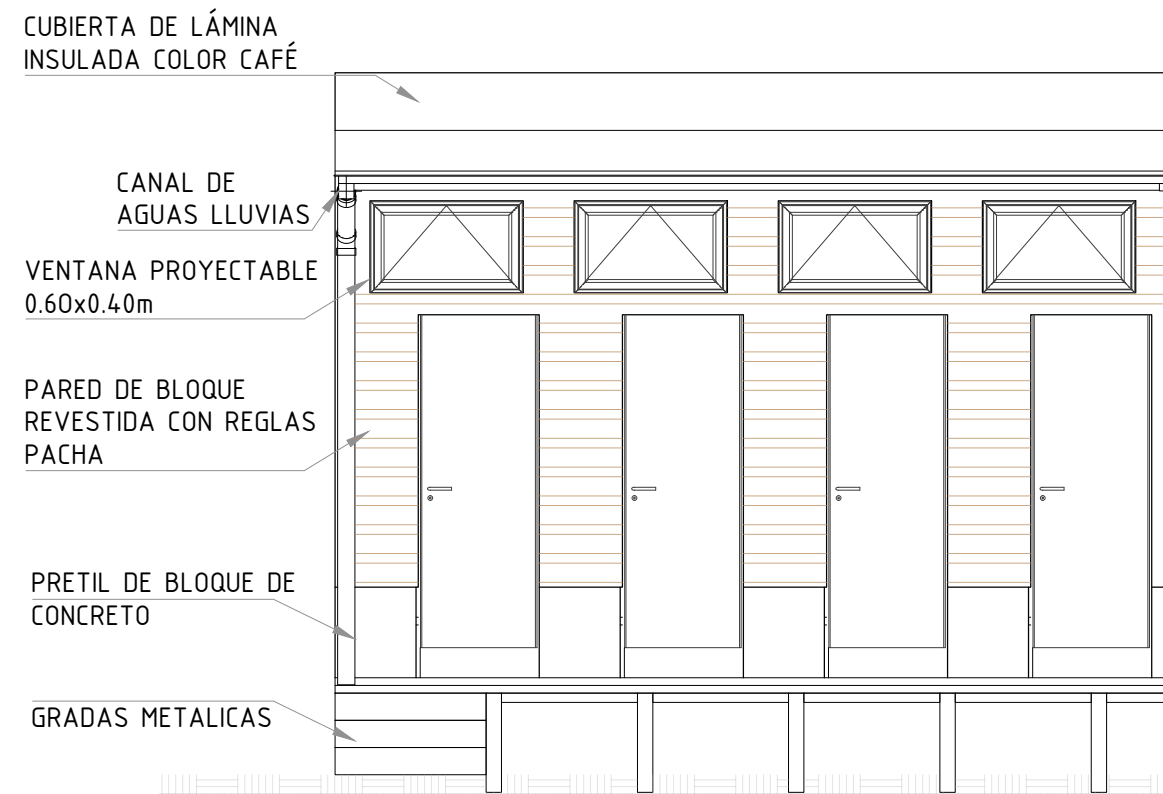 CUBIERTA DE LÁMINA
INSULADA COLOR CAFÉ
CANAL DE
AGUAS LLUVIAS
VENTANA PROYECTABLE
0.60x0.40m
PARED DE BLOQUE
REVESTIDA CON REGLAS
PACHA
PRETIL DE BLOQUE DE
CONCRETO
GRADAS METALICAS